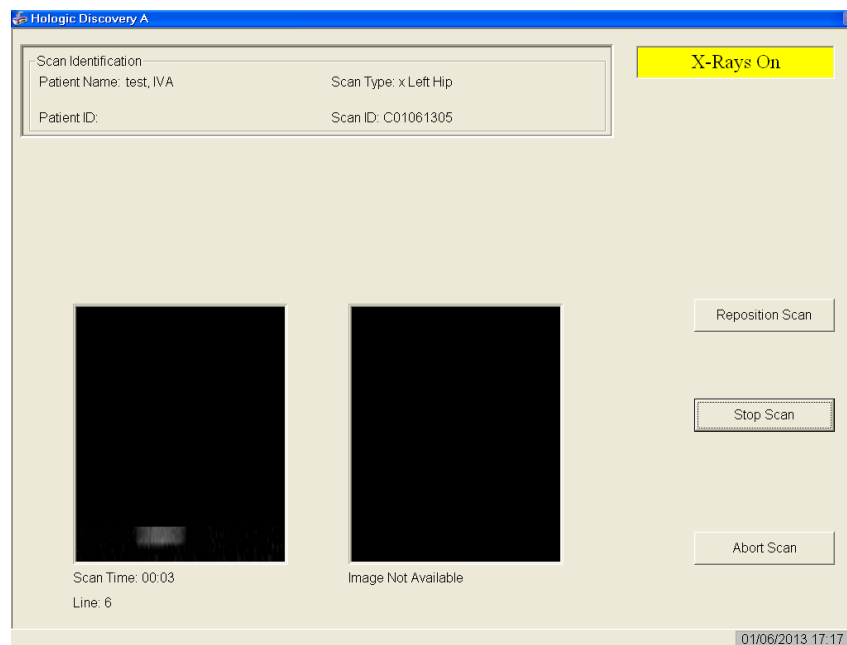 Hologic Discovery A
Scan Identification
X-Rays On
Patient Name: test, IVA
Scan Type: x Left Hip
Patient ID:
Scan ID: C01061305
Reposition Scan
Stop Scan
Abort Scan
Scan Time: 00:03
Image Not Available
Line: 6
01/06/2013 17:17